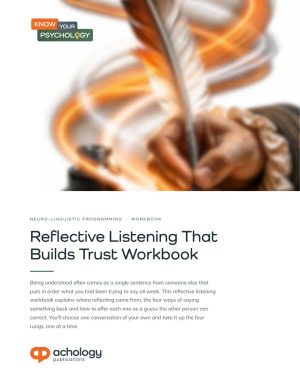 KNOW YOUR
PSYCHOLOGY
NEURO-LINGUISTIC PROGRAMMING · WORKBOOK
Reflective Listening That
Builds Trust Workbook
Being understood often comes as a single sentence from someone else that
puts in order what you had been trying to say all week. This reflective listening
workbook explains where reflecting came from, the four ways of saying
something back and how to offer each one as a guess the other person can
correct. You'll choose one conversation of your own and take it up the four
rungs, one at a time.
achology
publications